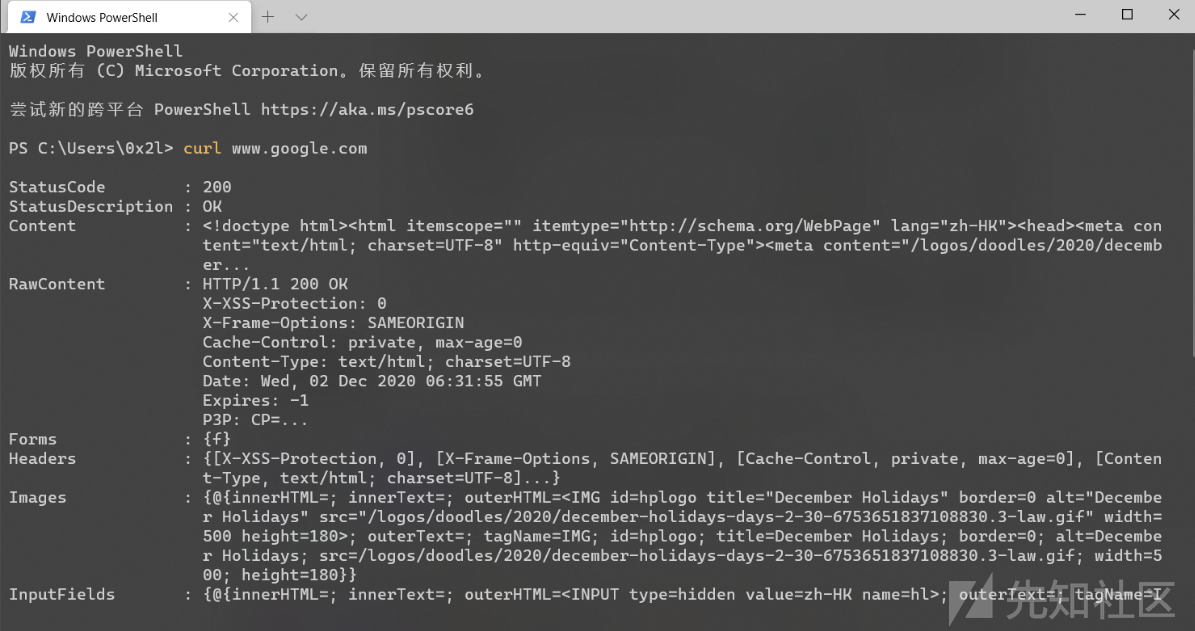 Windows PowerShell
Windows PowerShell
版权所有 (C) Microsoft Corporation。保留所有权利。
尝试新的跨平台 PowerShell https://aka.ms/pscore6
PS C:\Users\0x2l> curl www.google.com
StatusCode        : 200
StatusDescription : OK
Content           : <!doctype html><html itemscope="" itemtype="http://schema.org/WebPage" lang="zh-HK"><head><meta con
tent="text/html; charset=UTF-8" http-equiv="Content-Type"><meta content="/logos/doodles/2020/decemb
er...
RawContent        : HTTP/1.1 200 OK
X-XSS-Protection: 0
X-Frame-Options: SAMEORIGIN
Cache-Control: private, max-age=0
Content-Type: text/html; charset=UTF-8
Date: Wed, 02 Dec 2020 06:31:55 GMT
Expires: -1
P3P: CP=...
Forms             : {f}
Headers           : {[X-XSS-Protection, 0], [X-Frame-Options, SAMEORIGIN], [Cache-Control, private, max-age=0], [Conten
t-Type, text/html; charset=UTF-8]...}
Images            : {@{innerHTML=; innerText=; outerHTML=<IMG id=hplogo title="December Holidays" border=0 alt="Decembe
r Holidays" src="/logos/doodles/2020/december-holidays-days-2-30-6753651837108830.3-law.gif" width=
500 height=180>; outerText=; tagName=IMG; id=hplogo; title=December Holidays; border=0; alt=Decembe
r Holidays; src=/logos/doodles/2020/december-holidays-days-2-30-6753651837108830.3-law.gif; width=5
00; height=180}}
InputFields       : {@{innerHTML=; innerText=; outerHTML=<INPUT type=hidden value=zh-HK name=hl>; outerText=; tagName=I
先知社区